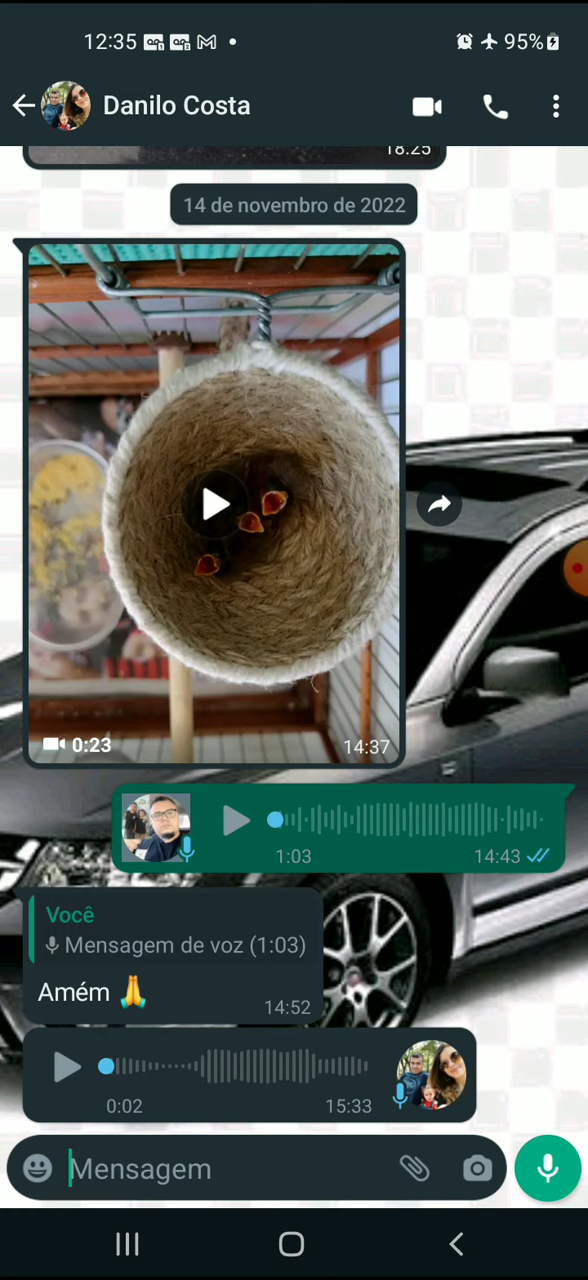 12:35
95%
Danilo Costa
18:25
14 de novembro de 2022
0:23
14:37
1:03
14:43
Você
Mensagem de voz (1:03)
Amém 🙏
14:52
0:02
15:33
Mensagem